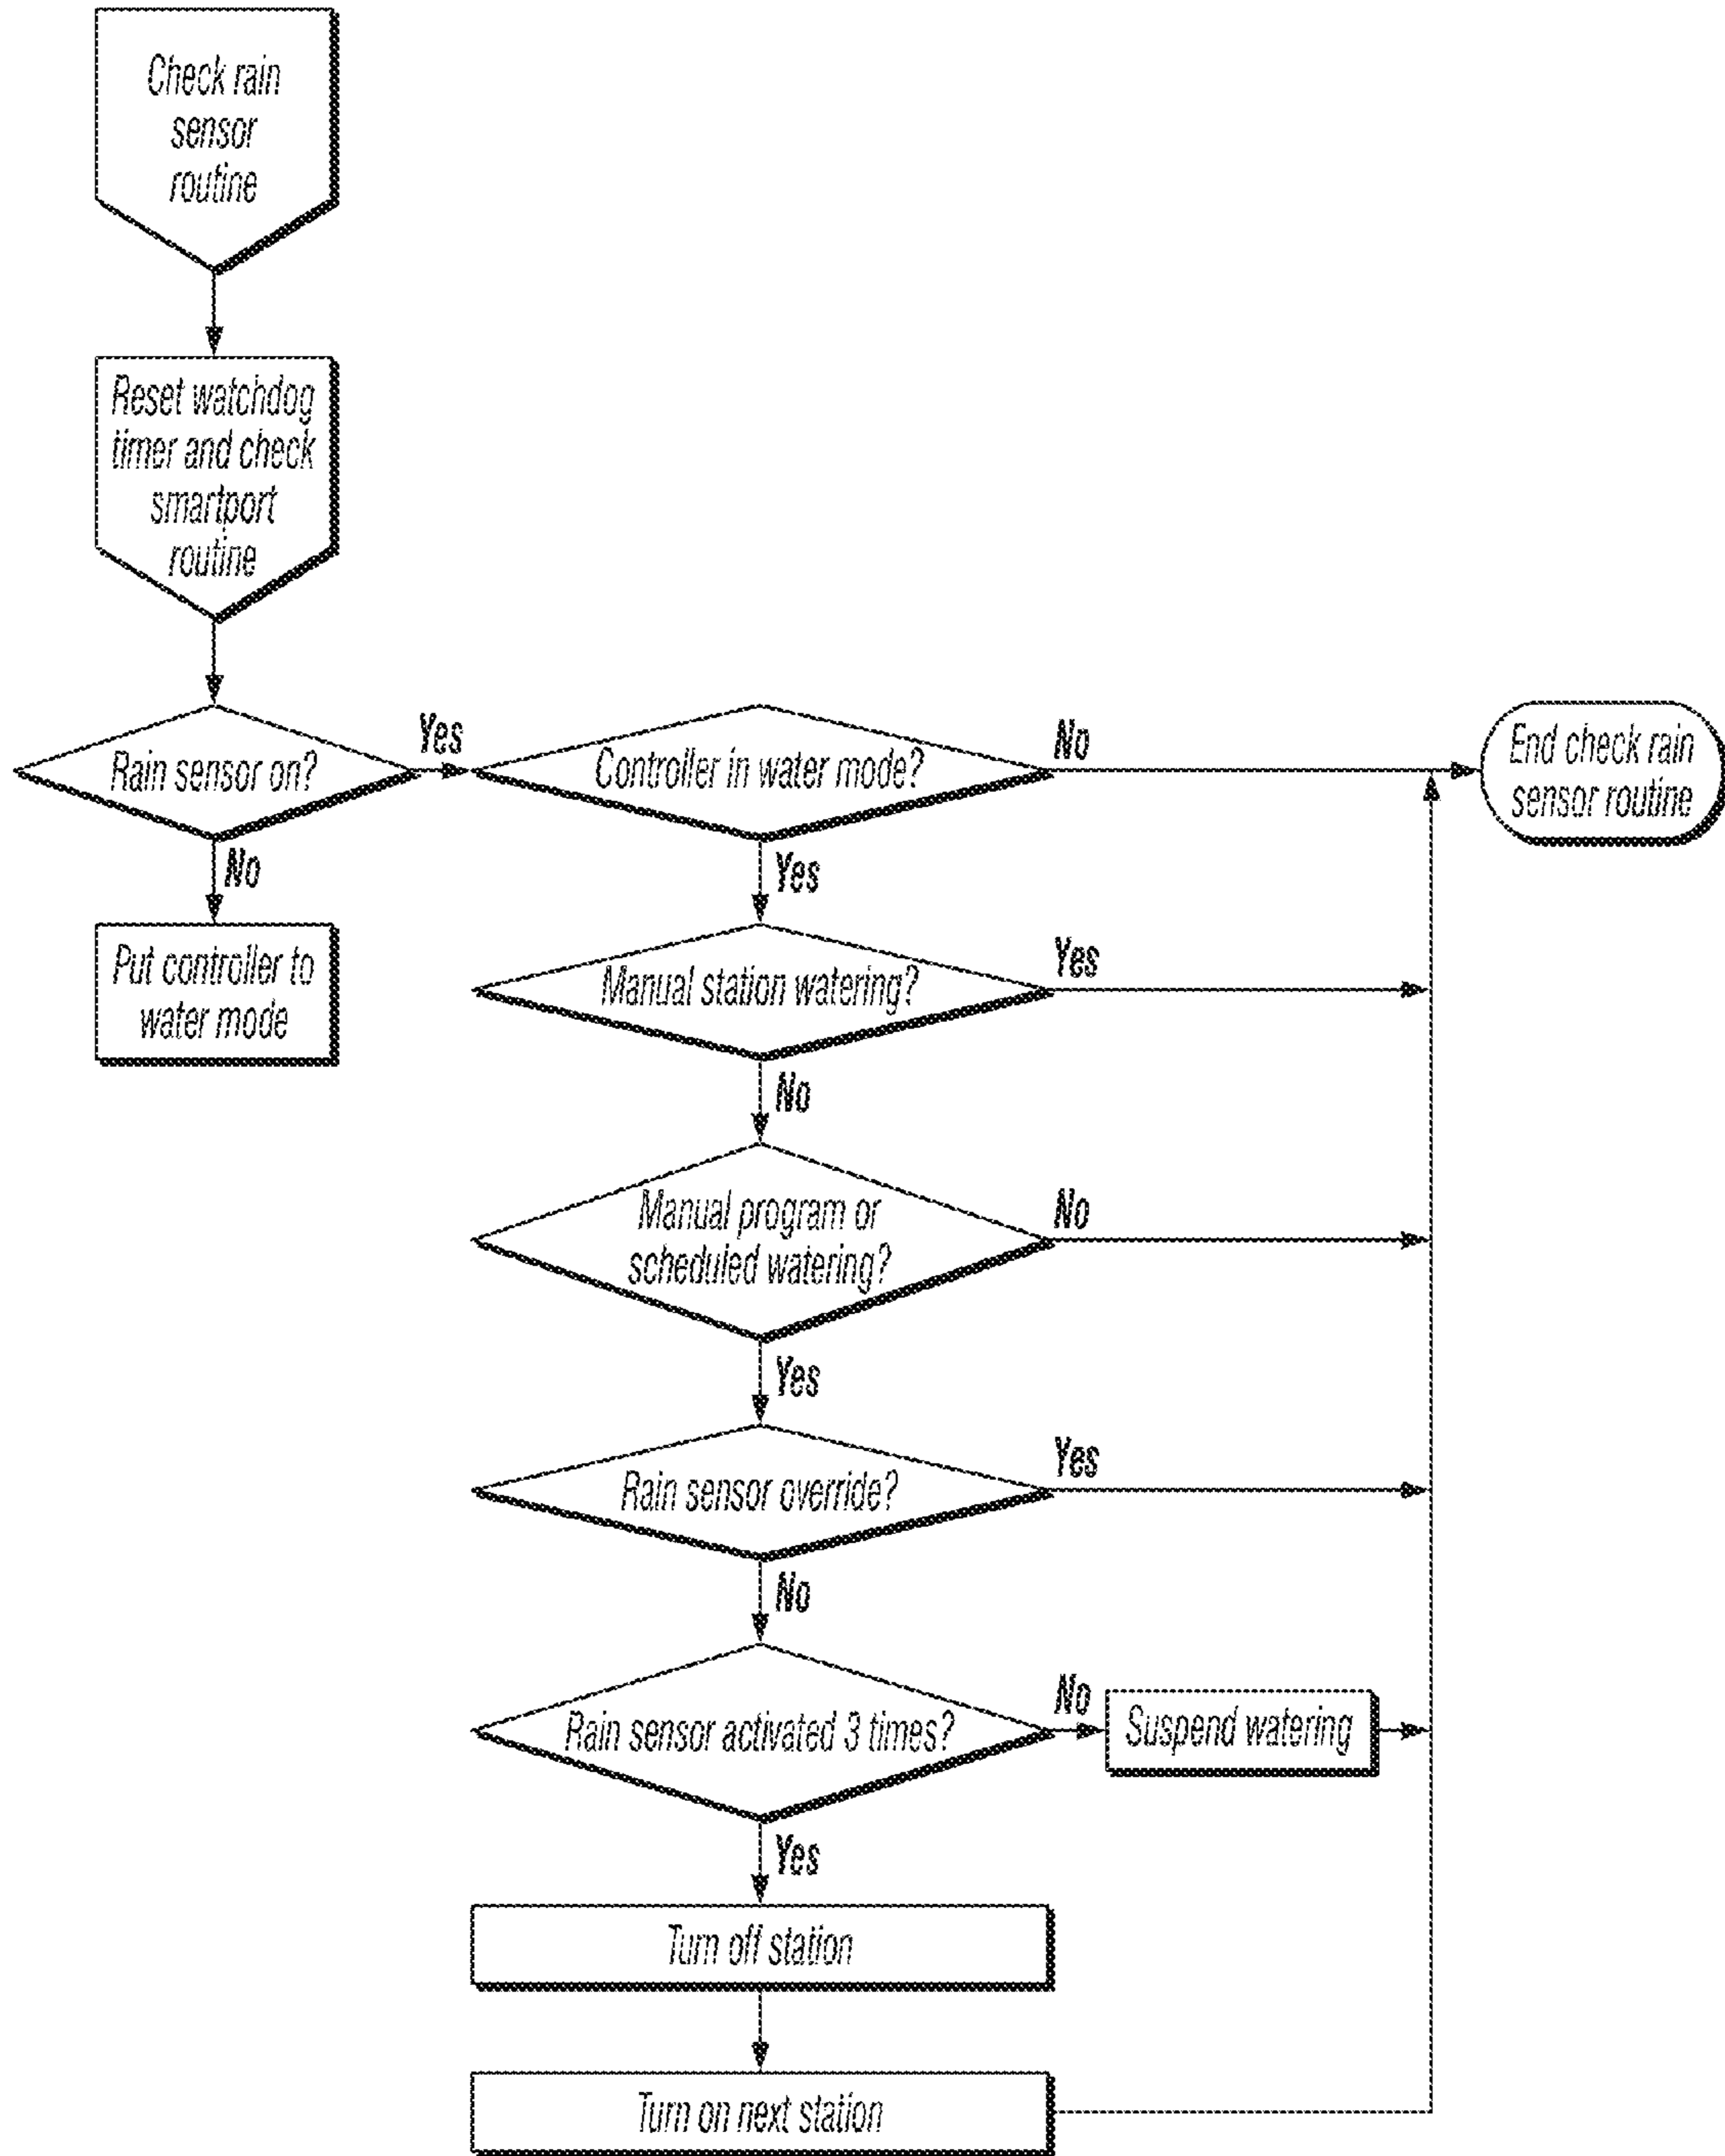 Check rain
sensor
routine
Reset watchdog
timer and check
smartport
routine
Rain sensor on?
Yes
Controller in water mode?
No
End check rain
sensor routine
No
Put controller to
water mode
Yes
Manual station watering?
Yes
No
Manual program or
scheduled watering?
No
Yes
Rain sensor override?
Yes
No
Rain sensor activated 3 times?
No
Suspend watering
Yes
Turn off station
Turn on next station